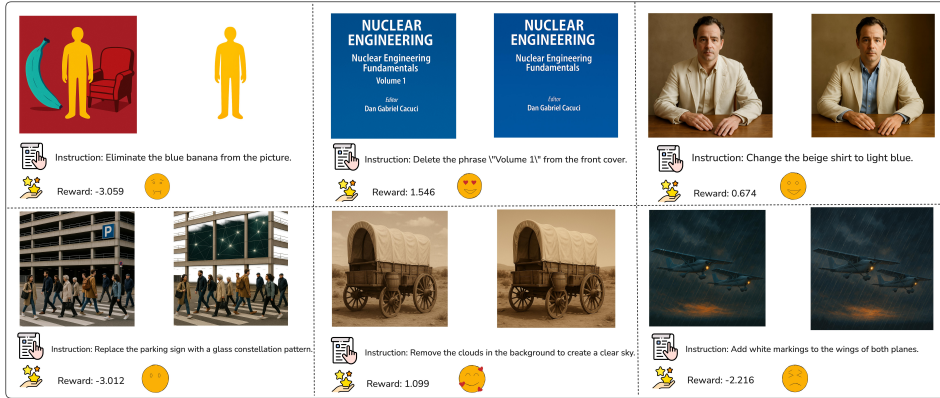 NUCLEAR
ENGINEERING
Nuclear Engineering
Fundamentals
Volume 1
Editor
Dan Gabriel Cacuci
NUCLEAR
ENGINEERING
Nuclear Engineering
Fundamentals
Editor
Dan Gabriel Cacuci
Instruction: Eliminate the blue banana from the picture.
Reward: -3.059
Instruction: Delete the phrase \"Volume 1\" from the front cover.
Reward: 1.546
Instruction: Change the beige shirt to light blue.
Reward: 0.674
P
Instruction: Replace the parking sign with a glass constellation pattern.
Reward: -3.012
Instruction: Remove the clouds in the background to create a clear sky.
Reward: 1.099
Instruction: Add white markings to the wings of both planes.
Reward: -2.216